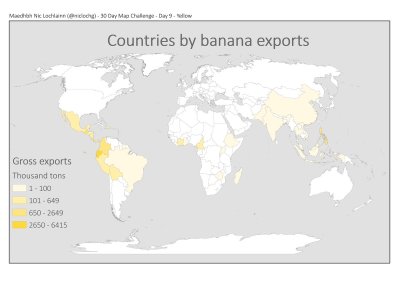 Maedhbh Nic Lochlainn (@niclochg) - 30 Day Map Challenge - Day 9 - Yellow
Countries by banana exports
Gross exports
Thousand tons
1 - 100
101 - 649
650 - 2649
2650 - 6415